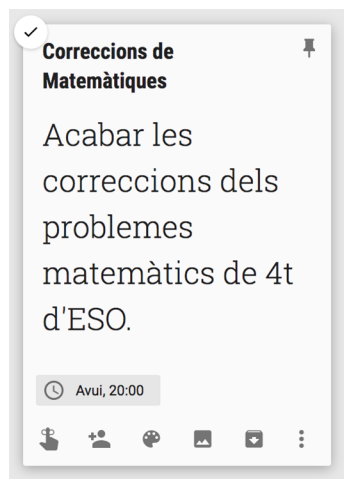 Correccions de
Matemàtiques
Acabar les
correccions dels
problemes
matemàtics de 4t
d'ESO.
Avui, 20:00